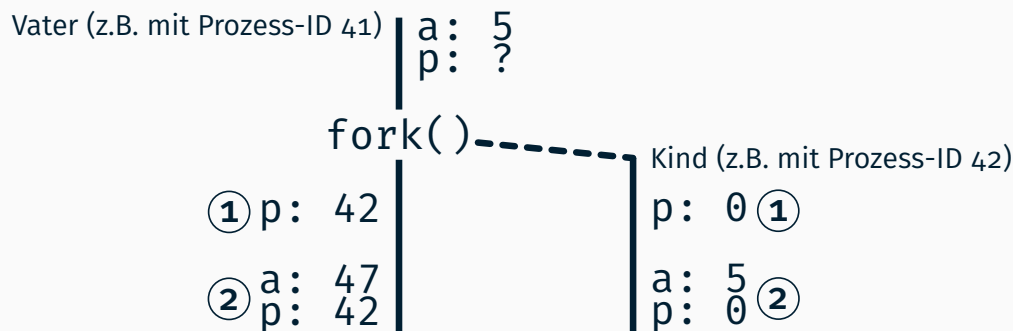 Vater (z.B. mit Prozess-ID 41)
a: 5
p: ?
fork()
Kind (z.B. mit Prozess-ID 42)
1 p: 42
p: 0 1
2 a: 47
p: 42
a: 5 2
p: 0